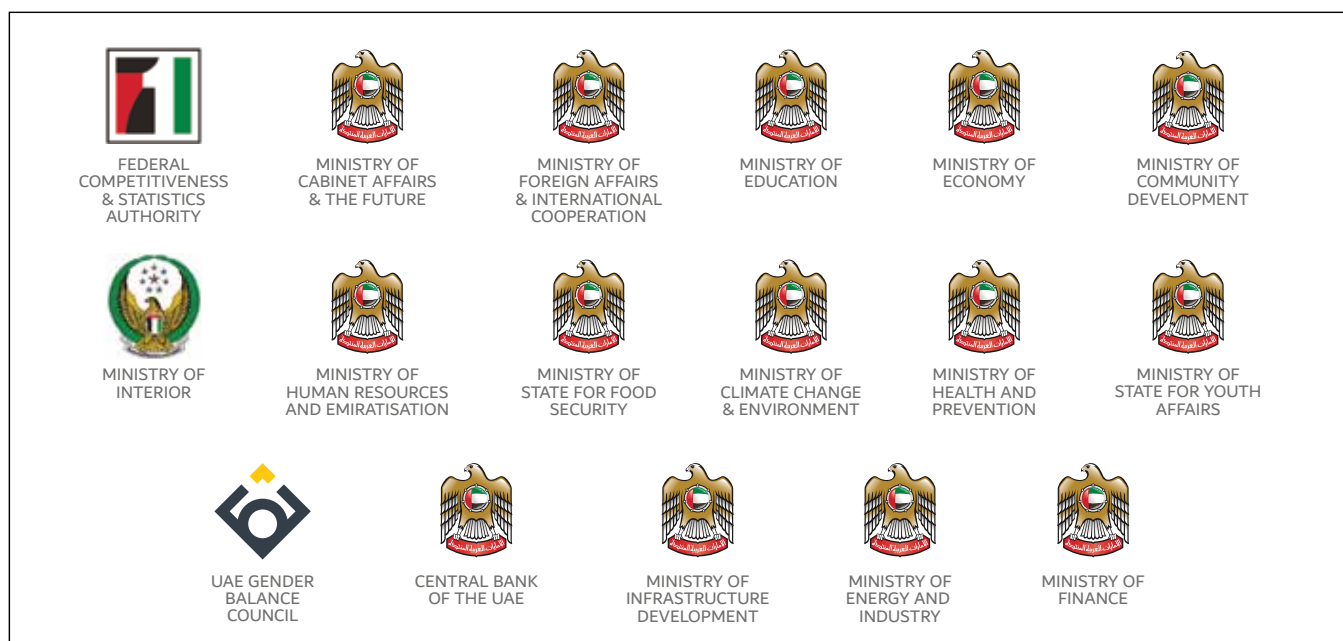 FEDERAL
COMPETITIVENESS
& STATISTICS
AUTHORITY
MINISTRY OF
CABINET AFFAIRS
& THE FUTURE
MINISTRY OF
FOREIGN AFFAIRS
& INTERNATIONAL
COOPERATION
MINISTRY OF
EDUCATION
MINISTRY OF
ECONOMY
MINISTRY OF
COMMUNITY
DEVELOPMENT
MINISTRY OF
INTERIOR
MINISTRY OF
HUMAN RESOURCES
AND EMIRATISATION
MINISTRY OF
STATE FOR FOOD
SECURITY
MINISTRY OF
CLIMATE CHANGE
& ENVIRONMENT
MINISTRY OF
HEALTH AND
PREVENTION
MINISTRY OF
STATE FOR YOUTH
AFFAIRS
UAE GENDER
BALANCE
COUNCIL
CENTRAL BANK
OF THE UAE
MINISTRY OF
INFRASTRUCTURE
DEVELOPMENT
MINISTRY OF
ENERGY AND
INDUSTRY
MINISTRY OF
FINANCE